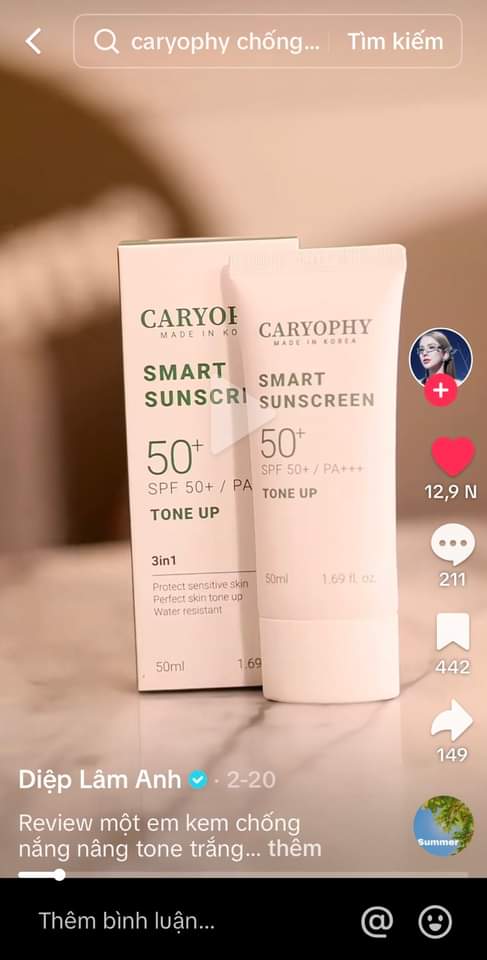 caryophy chống... Tìm kiếm
CARYOP
MADE IN KO
SMART
SUNSCRE
50+
SPF 50+ / PA
TONE UP
3in1
Protect sensitive skin
Perfect skin tone up
Water resistant
50ml 1.69
CARYOPHY
MADE IN KOREA
SMART
SUNSCREEN
50+
SPF 50+ / PA+++
TONE UP
50ml 1.69 fl. oz.
12,9 N
211
442
149
Summer
Diệp Lâm Anh · 2-20
Review một em kem chống
nắng nâng tone trắng... thêm
Thêm bình luận...